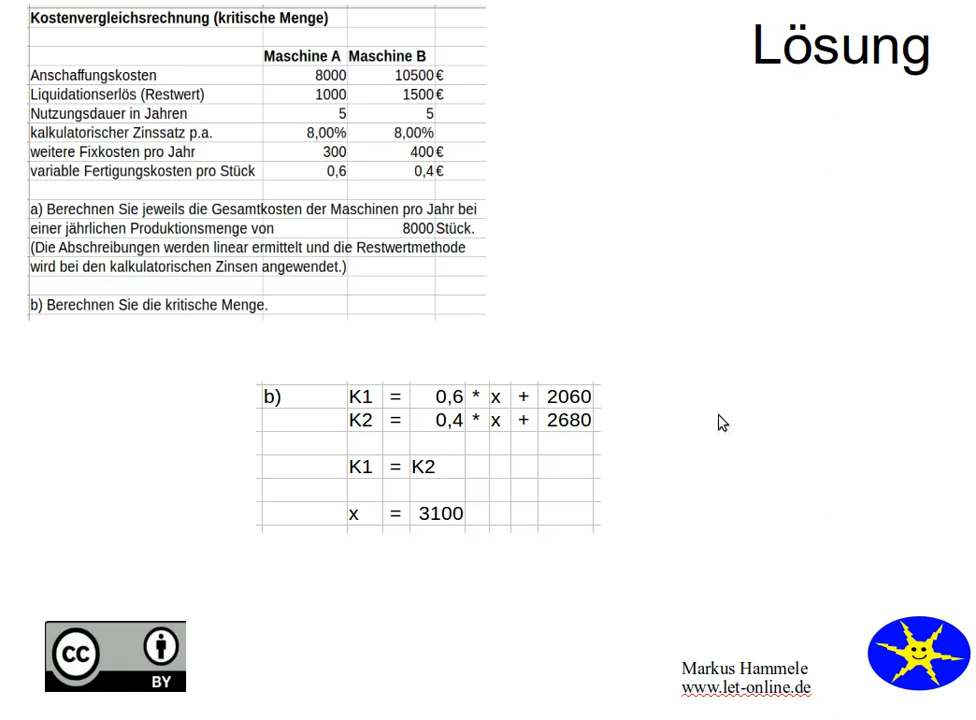 Lösung
Kostenvergleichsrechnung (kritische Menge)
Maschine A Maschine B
Anschaffungskosten 8000 10500 €
Liquidationserlös (Restwert) 1000 1500 €
Nutzungsdauer in Jahren 5 5
kalkulatorischer Zinssatz p.a. 8,00% 8,00%
weitere Fixkosten pro Jahr 300 400 €
variable Fertigungskosten pro Stück 0,6 0,4 €
a) Berechnen Sie jeweils die Gesamtkosten der Maschinen pro Jahr bei
einer jährlichen Produktionsmenge von 8000 Stück.
(Die Abschreibungen werden linear ermittelt und die Restwertmethode
wird bei den kalkulatorischen Zinsen angewendet.)
b) Berechnen Sie die kritische Menge.
b) K1 = 0,6 * x + 2060
K2 = 0,4 * x + 2680
K1 = K2
x = 3100
cc
BY
Markus Hammele
www.let-online.de